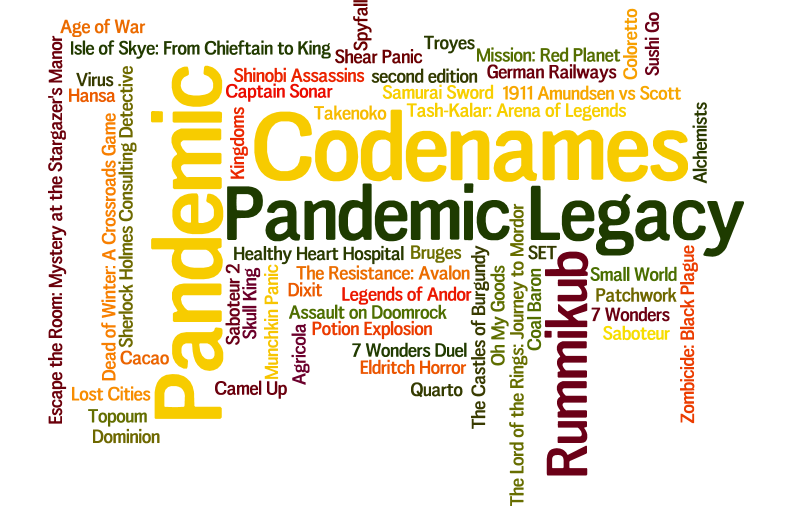 Age of War
Spyfall
Isle of Skye: From Chieftain to King
Troyes
Coloretto
Sushi Go
Shear Panic
Mission: Red Planet
Escape the Room: Mystery at the Stargazer's Manor
Virus
Sherlock Holmes Consulting Detective
Pandemic
Shinobi Assassins
second edition
German Railways
Hansa
Captain Sonar
Samurai Sword
1911 Amundsen vs Scott
Takenoko
Tash-Kalar: Arena of Legends
Kingdoms
Codenames
Alchemists
Dead of Winter: A Crossroads Game
Pandemic Legacy
Healthy Heart Hospital
Bruges
The Castles of Burgundy
The Lord of the Rings: Journey to Mordor
SET
Rummikub
Zombicide: Black Plague
Saboteur 2
Skull King
Munchkin Panic
The Resistance: Avalon
Oh My Goods
Coal Baron
Small World
Dixit
Legends of Andor
Patchwork
Assault on Doomrock
7 Wonders
Potion Explosion
Saboteur
Agricola
7 Wonders Duel
Cacao
Eldritch Horror
Lost Cities
Camel Up
Quarto
Topoum
Dominion